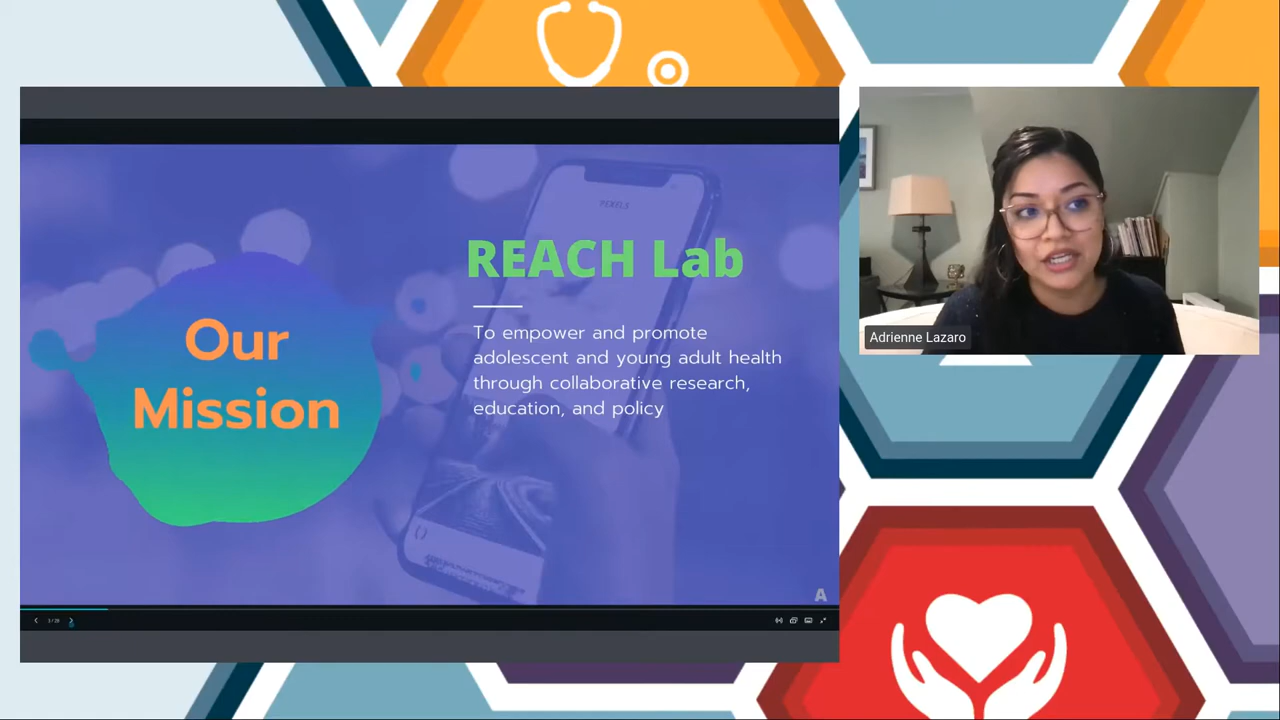 PEXELS
REACH Lab
Our
Mission
To empower and promote
adolescent and young adult health
through collaborative research,
education, and policy
A
Adrienne Lazaro